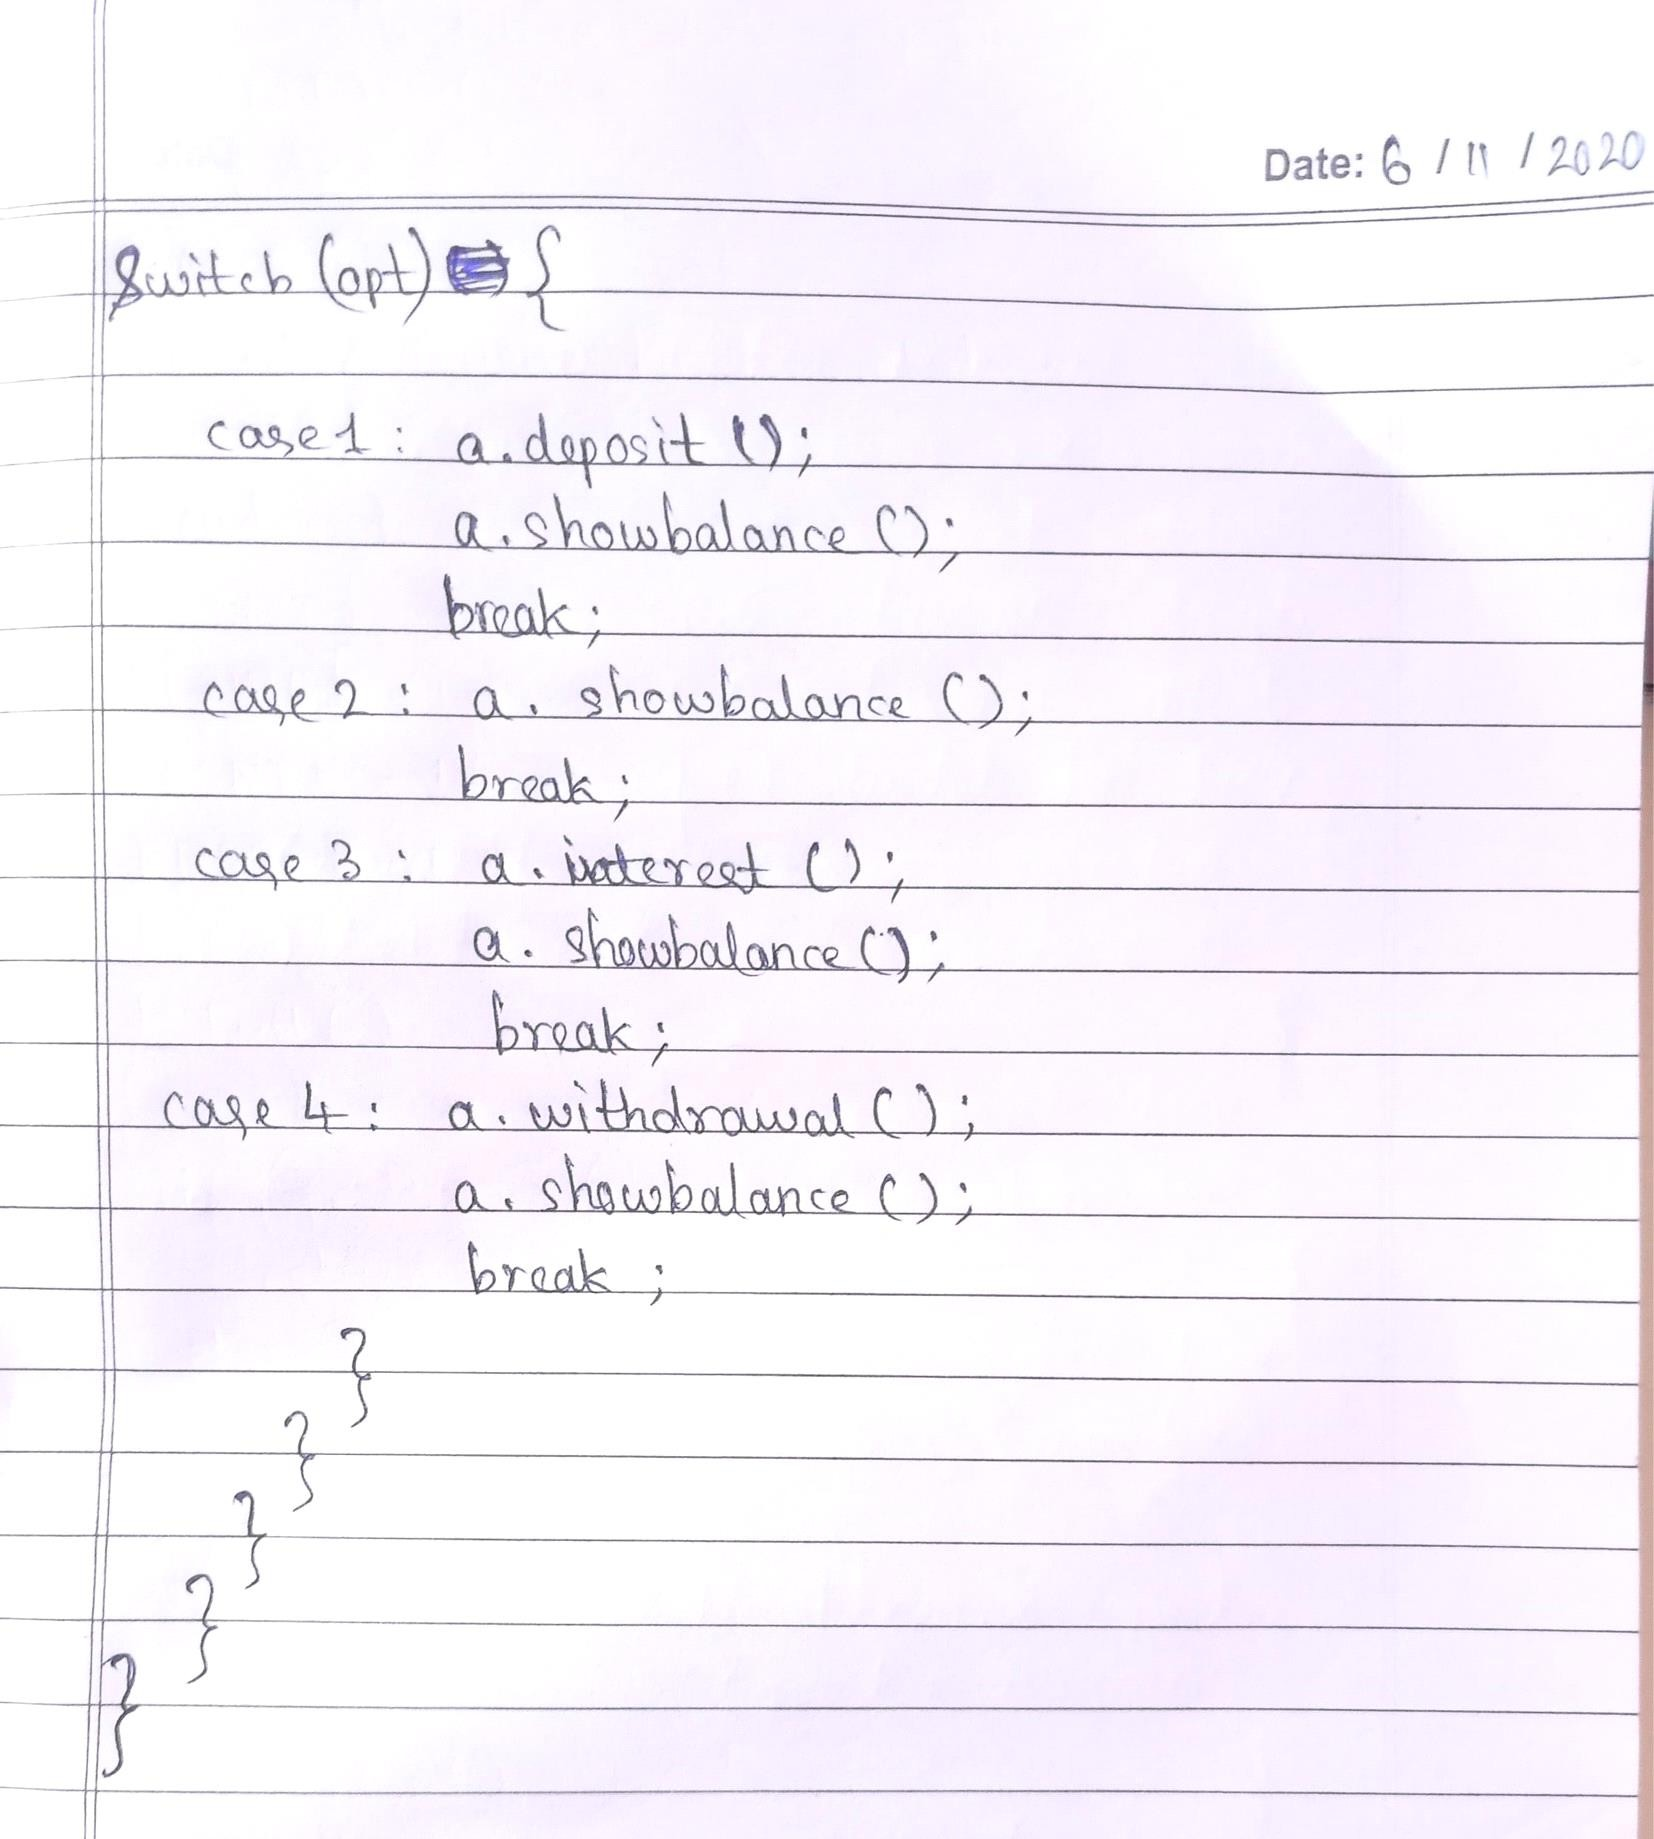 Date: 6 / 11 / 2020
Switch (opt) {
case 1 : a. deposit ();
a. showbalance ();
break ;
case 2 : a. showbalance ();
break ;
case 3 : a. interest ();
a. showbalance ();
break ;
case 4 : a. withdrawal ();
a. showbalance ();
break ;
}
}
}
}
}